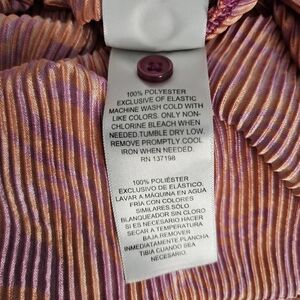 100% POLYESTER
EXCLUSIVE OF ELASTIC
MACHINE WASH COLD WITH
LIKE COLORS. ONLY NON-
CHLORINE BLEACH WHEN
NEEDED.TUMBLE DRY LOW.
REMOVE PROMPTLY.COOL
IRON WHEN NEEDED.
RN 137198
100% POLIÉSTER
EXCLUSIVO DE ELÁSTICO.
LAVAR A MÁQUINA EN AGUA
FRÍA CON COLORES
SIMILARES.SÓLO
BLANQUEADOR SIN CLORO
SI ES NECESARIO.HACER
SECAR A TEMPERATURA
BAJA.REMOVER
INMEDIATAMENTE.PLANCHA
TIBIA CUANDO SEA
NECESARIO.